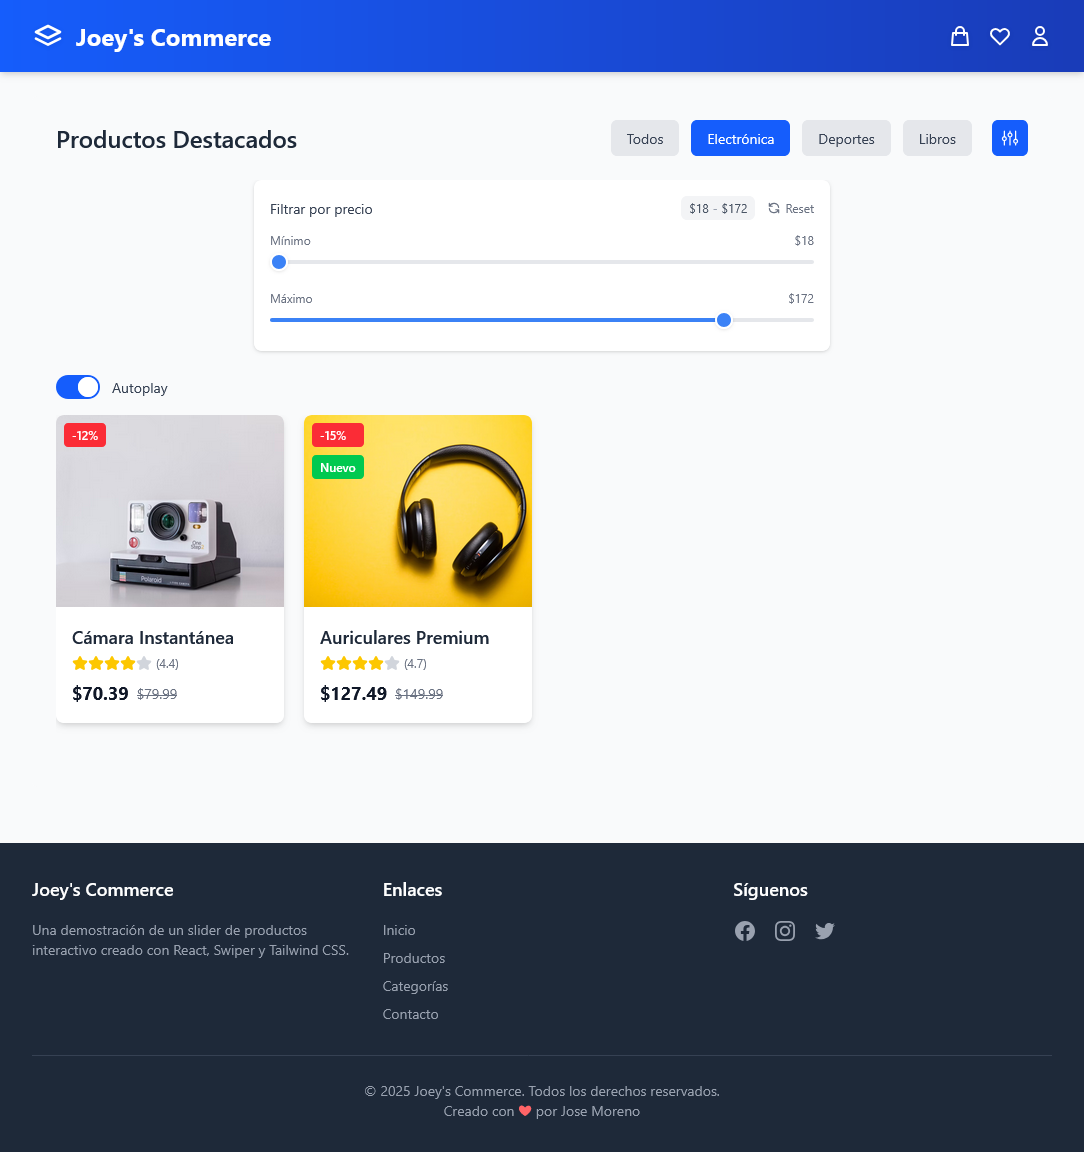 Joey's Commerce
Productos Destacados
Todos
Electrónica
Deportes
Libros
Filtrar por precio
$18 - $172
Reset
Mínimo
$18
Máximo
$172
Autoplay
-12%
Polaroid
Cámara Instantánea
(4.4)
$70.39 $79.99
-15%
Nuevo
Auriculares Premium
(4.7)
$127.49 $149.99
Joey's Commerce
Una demostración de un slider de productos
interactivo creado con React, Swiper y Tailwind CSS.
Enlaces
Inicio
Productos
Categorías
Contacto
Síguenos
© 2025 Joey's Commerce. Todos los derechos reservados.
Creado con ❤ por Jose Moreno